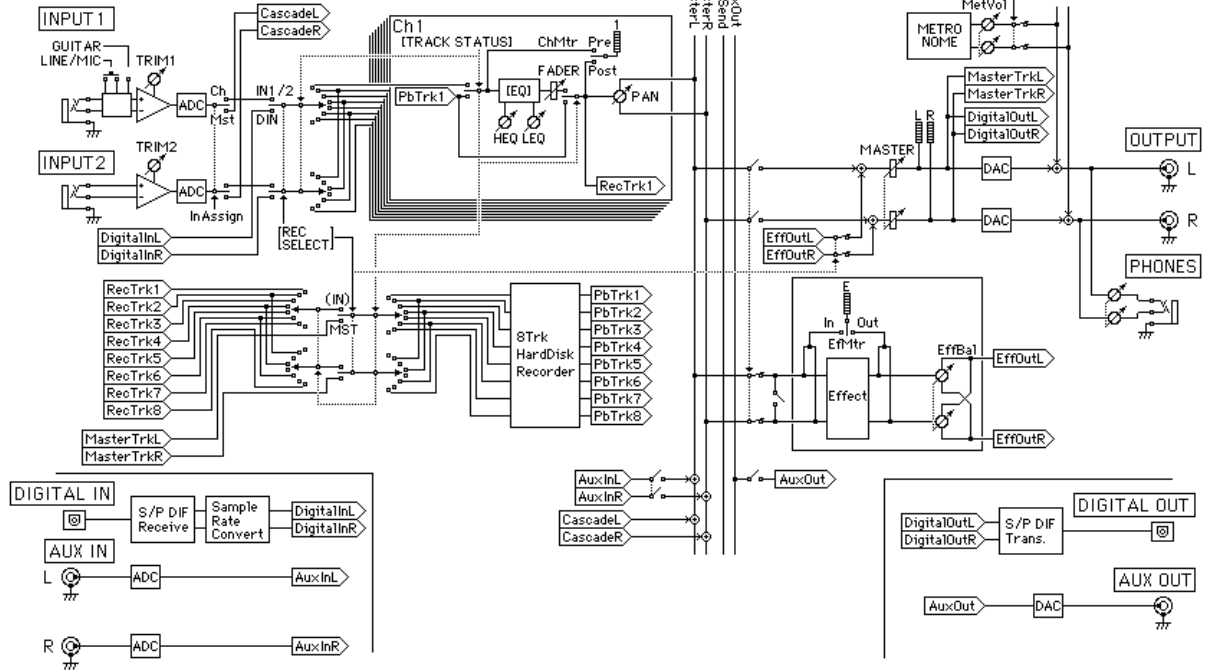 INPUT1
GUITAR
LINE/MIC
TRIM1
ADC
Ch
Mst
CascadeL
CascadeR
IN1/2
DIN
INPUT2
TRIM2
ADC
InAssign
DigitalInL
DigitalInR
[REC
SELECT]
Ch1
[TRACK STATUS]
ChMtr
Pre
1
Post
PbTrk1
[EQ]
FADER
HEQ
LEQ
PAN
RecTrk1
Send
MetVol
METRO
NOME
MasterTrkL
MasterTrkR
DigitalOutL
DigitalOutR
L R
MASTER
DAC
DAC
OUTPUT
L
R
PHONES
EffOutL
EffOutR
RecTrk1
RecTrk2
RecTrk3
RecTrk4
RecTrk5
RecTrk6
RecTrk7
RecTrk8
MasterTrkL
MasterTrkR
(IN)
MST
8Trk
HardDisk
Recorder
PbTrk1
PbTrk2
PbTrk3
PbTrk4
PbTrk5
PbTrk6
PbTrk7
PbTrk8
E
In
Out
EfMtr
Effect
EffBal
EffOutL
EffOutR
AuxInL
AuxInR
CascadeL
CascadeR
AuxOut
DIGITAL IN
S/P DIF
Receive
Sample
Rate
Convert
DigitalInL
DigitalInR
AUX IN
L
ADC
AuxInL
R
ADC
AuxInR
DIGITAL OUT
DigitalOutL
DigitalOutR
S/P DIF
Trans.
AUX OUT
AuxOut
DAC